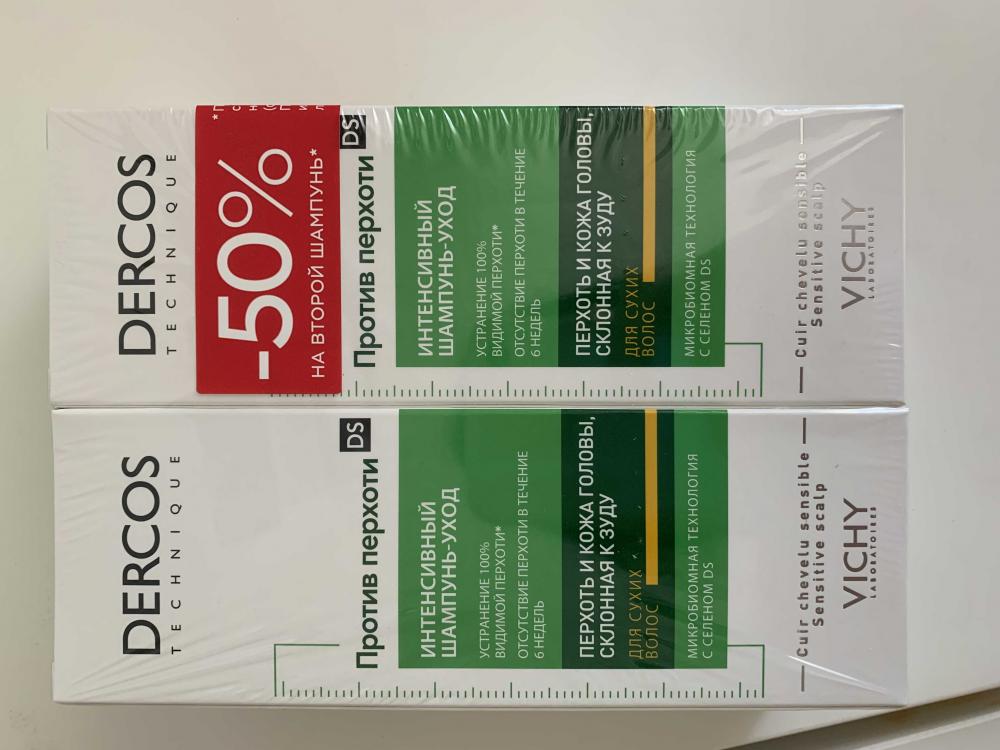 DERCOS
TECHNIQUE
-50%
НА ВТОРОЙ ШАМПУНЬ*
Против перхоти DS
ИНТЕНСИВНЫЙ
ШАМПУНЬ-УХОД
УСТРАНЕНИЕ 100%
ВИДИМОЙ ПЕРХОТИ*
ОТСУТСТВИЕ ПЕРХОТИ В ТЕЧЕНИЕ
6 НЕДЕЛЬ
ПЕРХОТЬ И КОЖА ГОЛОВЫ,
СКЛОННАЯ К ЗУДУ
ДЛЯ СУХИХ
ВОЛОС
МИКРОБИОМНАЯ ТЕХНОЛОГИЯ
С СЕЛЕНОМ DS
Cuir chevelu sensible
Sensitive scalp
VICHY
LABORATOIRES
DERCOS
TECHNIQUE
Против перхоти DS
ИНТЕНСИВНЫЙ
ШАМПУНЬ-УХОД
УСТРАНЕНИЕ 100%
ВИДИМОЙ ПЕРХОТИ*
ОТСУТСТВИЕ ПЕРХОТИ В ТЕЧЕНИЕ
6 НЕДЕЛЬ
ПЕРХОТЬ И КОЖА ГОЛОВЫ,
СКЛОННАЯ К ЗУДУ
ДЛЯ СУХИХ
ВОЛОС
МИКРОБИОМНАЯ ТЕХНОЛОГИЯ
С СЕЛЕНОМ DS
Cuir chevelu sensible
Sensitive scalp
VICHY
LABORATOIRES